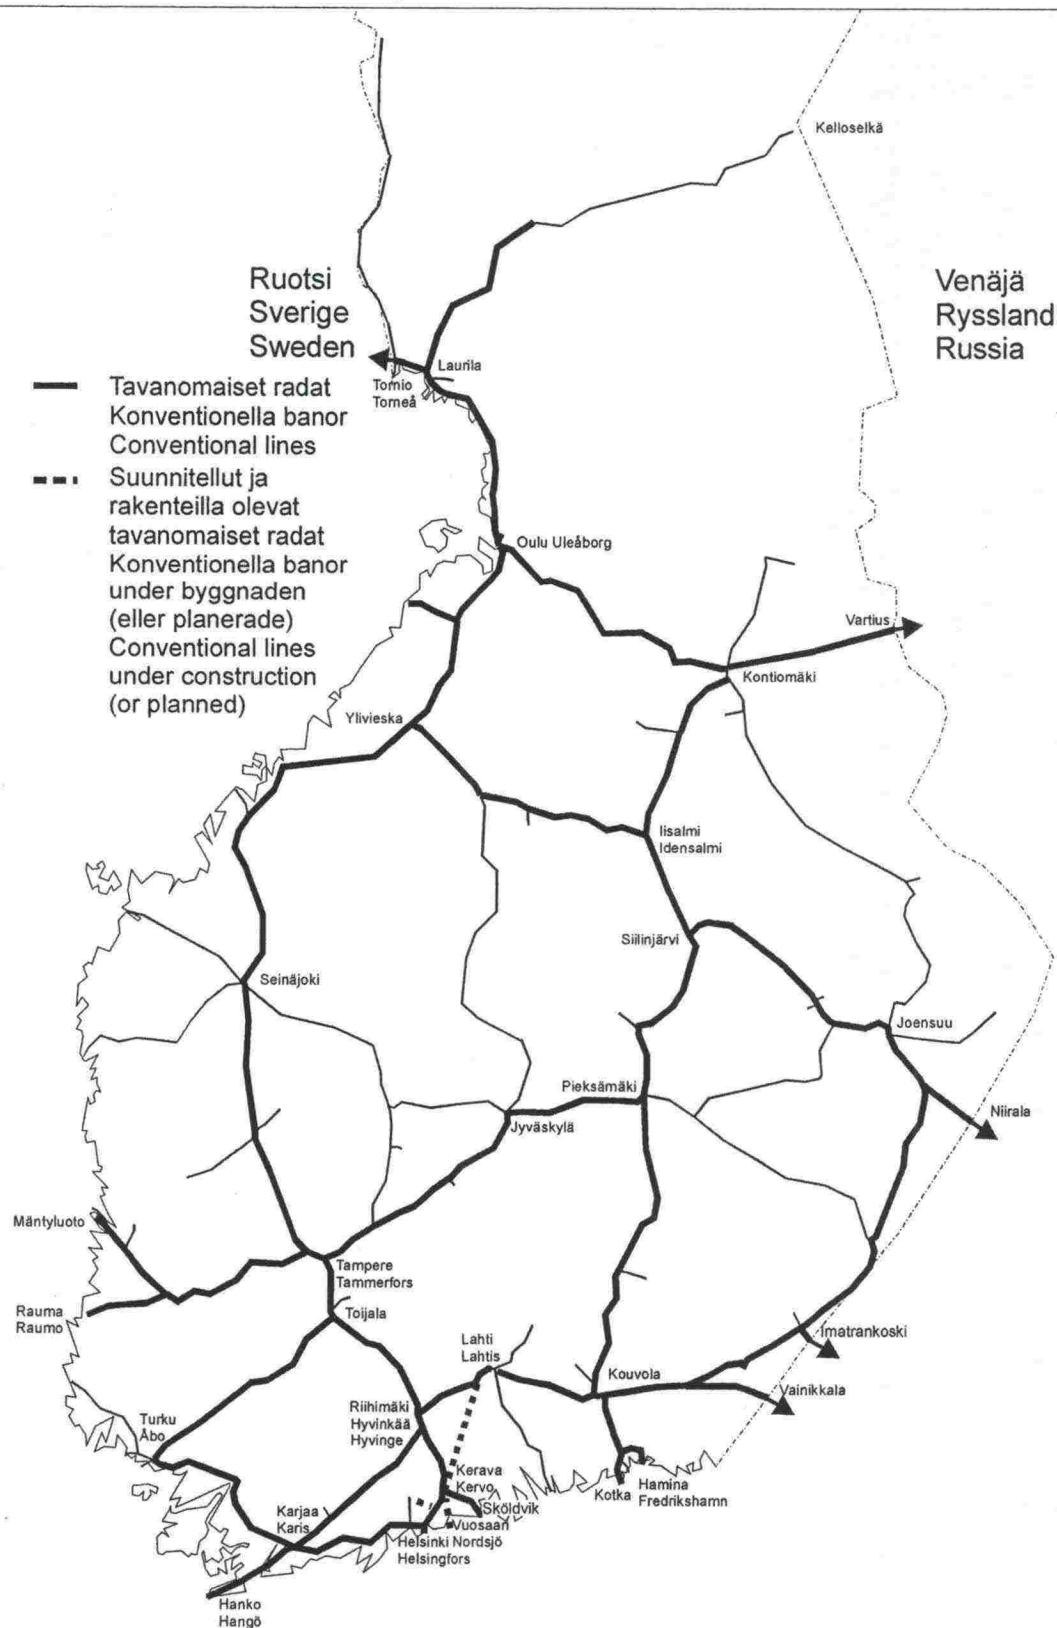 Kelloselkä
Ruotsi
Sverige
Sweden
Venäjä
Ryssland
Russia
Laurila
Tornio
Torneå
Tavanomaiset radat
Konventionella banor
Conventional lines
Suunnitellut ja
rakenteilla olevat
tavanomaiset radat
Konventionella banor
under byggnaden
(eller planerade)
Conventional lines
under construction
(or planned)
Oulu Uleåborg
Vartius
Kontiomäki
Ylivieska
Iisalmi
Idensalmi
Siilinjärvi
Seinäjoki
Joensuu
Pieksämäki
Niirala
Jyväskylä
Mäntyluoto
Tampere
Tammerfors
Rauma
Raumo
Toijala
Imatrankoski
Lahti
Lahtis
Kouvola
Vainikkala
Riihimäki
Hyvinkää
Hyvinge
Turku
Åbo
Kerava
Kervo
Hamina
Fredrikshamn
Kotka
Sköldvik
Karjaa
Karis
Vuosaari
Nordsjö
Helsinki
Helsingfors
Hanko
Hangö